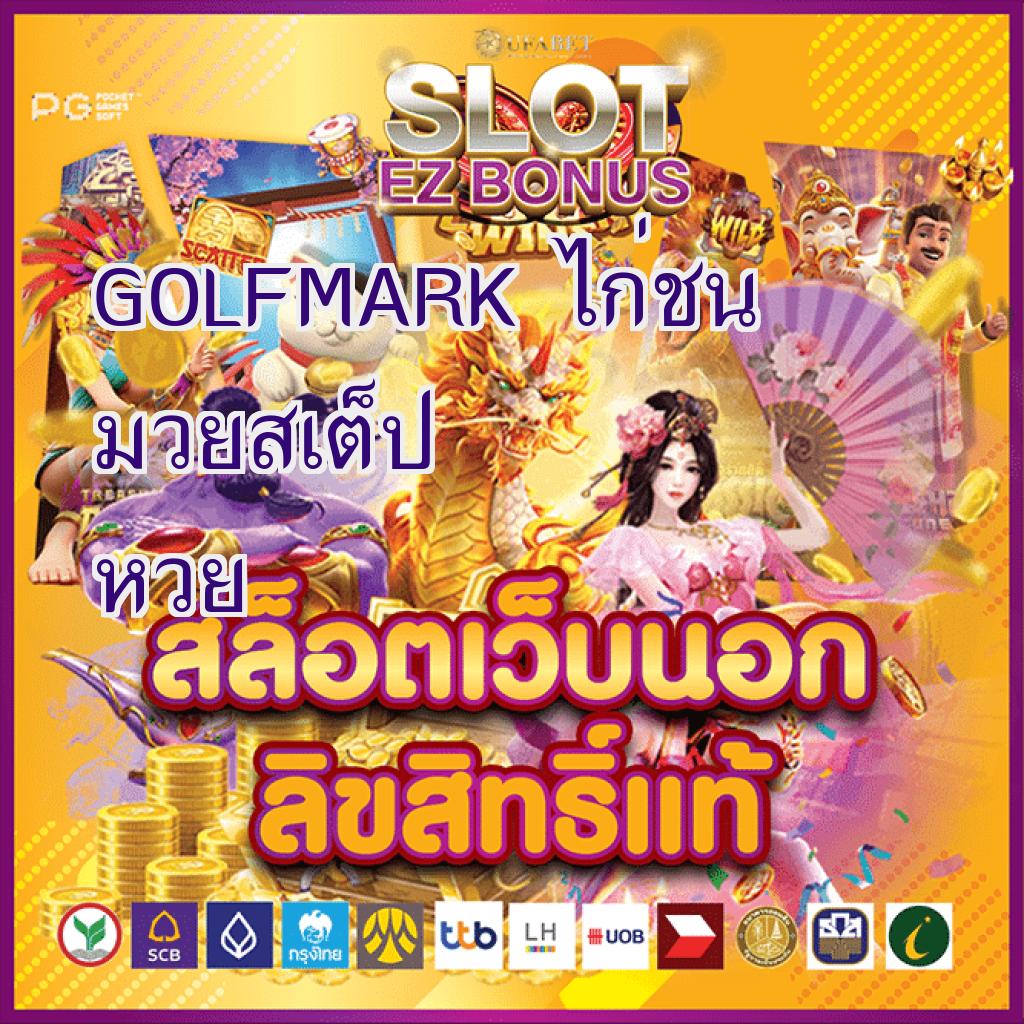 UFABET
PG POCKET GAMES SOFT
SLOT
EZ BONUS
SCATTER
WILD
GOLFMARK ไก่ชน
มวยสเต็ป
หวย
สล็อตเว็บนอก
ลิขสิทธิ์แท้
SCB
กรุงไทย
ttb
LH
UOB